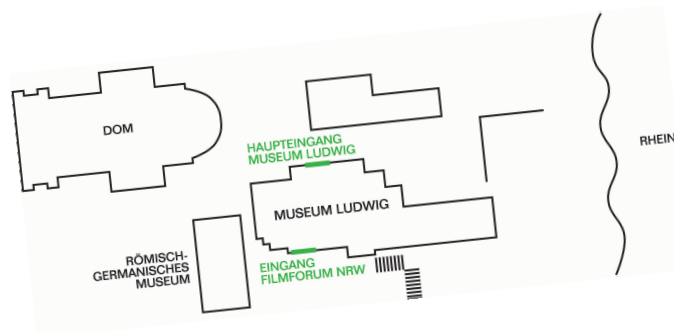 DOM
HAUPTEINGANG
MUSEUM LUDWIG
RHEIN
MUSEUM LUDWIG
RÖMISCH-
GERMANISCHES
MUSEUM
EINGANG
FILMFORUM NRW